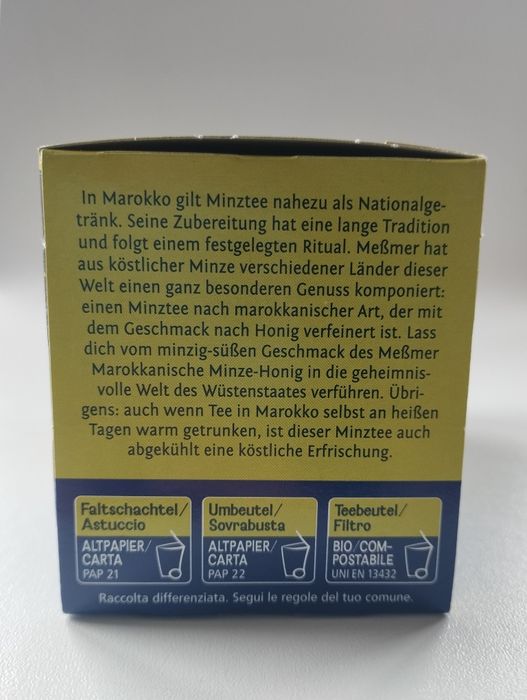 In Marokko gilt Minztee nahezu als Nationalge-
tränk. Seine Zubereitung hat eine lange Tradition
und folgt einem festgelegten Ritual. Meßmer hat
aus köstlicher Minze verschiedener Länder dieser
Welt einen ganz besonderen Genuss komponiert:
einen Minztee nach marokkanischer Art, der mit
dem Geschmack nach Honig verfeinert ist. Lass
dich vom minzig-süßen Geschmack des Meßmer
Marokkanische Minze-Honig in die geheimnis-
volle Welt des Wüstenstaates verführen. Übri-
gens: auch wenn Tee in Marokko selbst an heißen
Tagen warm getrunken, ist dieser Minztee auch
abgekühlt eine köstliche Erfrischung.
Faltschachtel/
Astuccio
ALTPAPIER/
CARTA
PAP 21
Umbeutel/
Sovrabusta
ALTPAPIER/
CARTA
PAP 22
Teebeutel/
Filtro
BIO/COM-
POSTABILE
UNI EN 13432
Raccolta differenziata. Segui le regole del tuo comune.